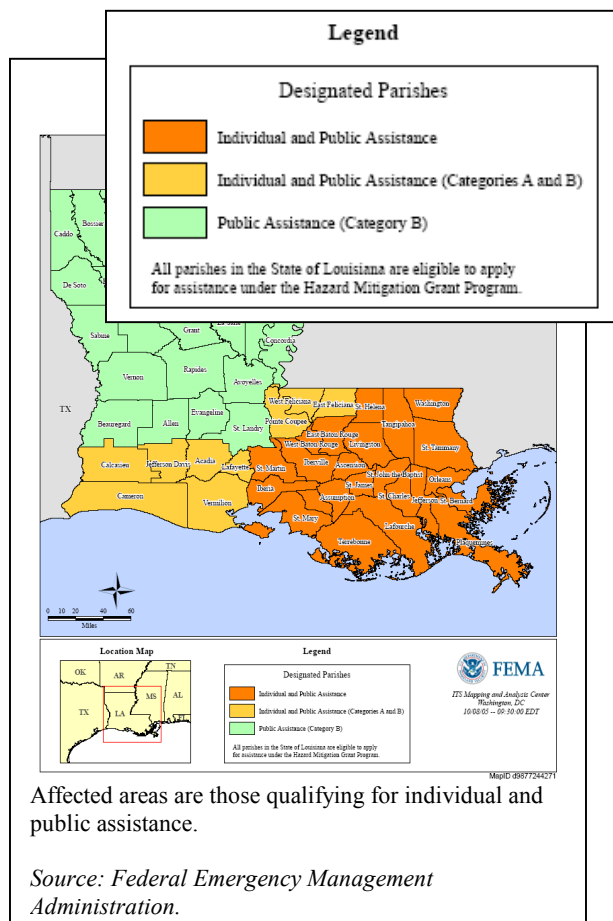 Legend
Designated Parishes
Individual and Public Assistance
Individual and Public Assistance (Categories A and B)
Public Assistance (Category B)
All parishes in the State of Louisiana are eligible to apply
for assistance under the Hazard Mitigation Grant Program.
Caddo
Bossier
De Soto
Sabine
Grant
Concordia
Vernon
Rapides
Avoyelles
TX
Beauregard
Allen
Evangeline
St. Landry
West Feliciana
East Feliciana
St. Helena
Washington
Pointe Coupee
Tangipahoa
East Baton Rouge
West Baton Rouge
Livingston
St. Tammany
Calcasieu
Jefferson Davis
Acadia
Lafayette
St. Martin
Iberville
Ascension
St. John the Baptist
Orleans
Cameron
Vermilion
Iberia
Assumption
St. James
St. Charles
Jefferson
St. Bernard
St. Mary
Lafourche
Terrebonne
Plaquemines
0 10 20 40 60
Miles
Location Map
OK
AR
TN
TX
LA
MS
AL
FL
Legend
Designated Parishes
Individual and Public Assistance
Individual and Public Assistance (Categories A and B)
Public Assistance (Category B)
All parishes in the State of Louisiana are eligible to apply
for assistance under the Hazard Mitigation Grant Program.
FEMA
ITS Mapping and Analysis Center
Washington, DC
10/08/05 -- 09:30:00 EDT
MapID d9877244271
Affected areas are those qualifying for individual and
public assistance.
Source: Federal Emergency Management
Administration.